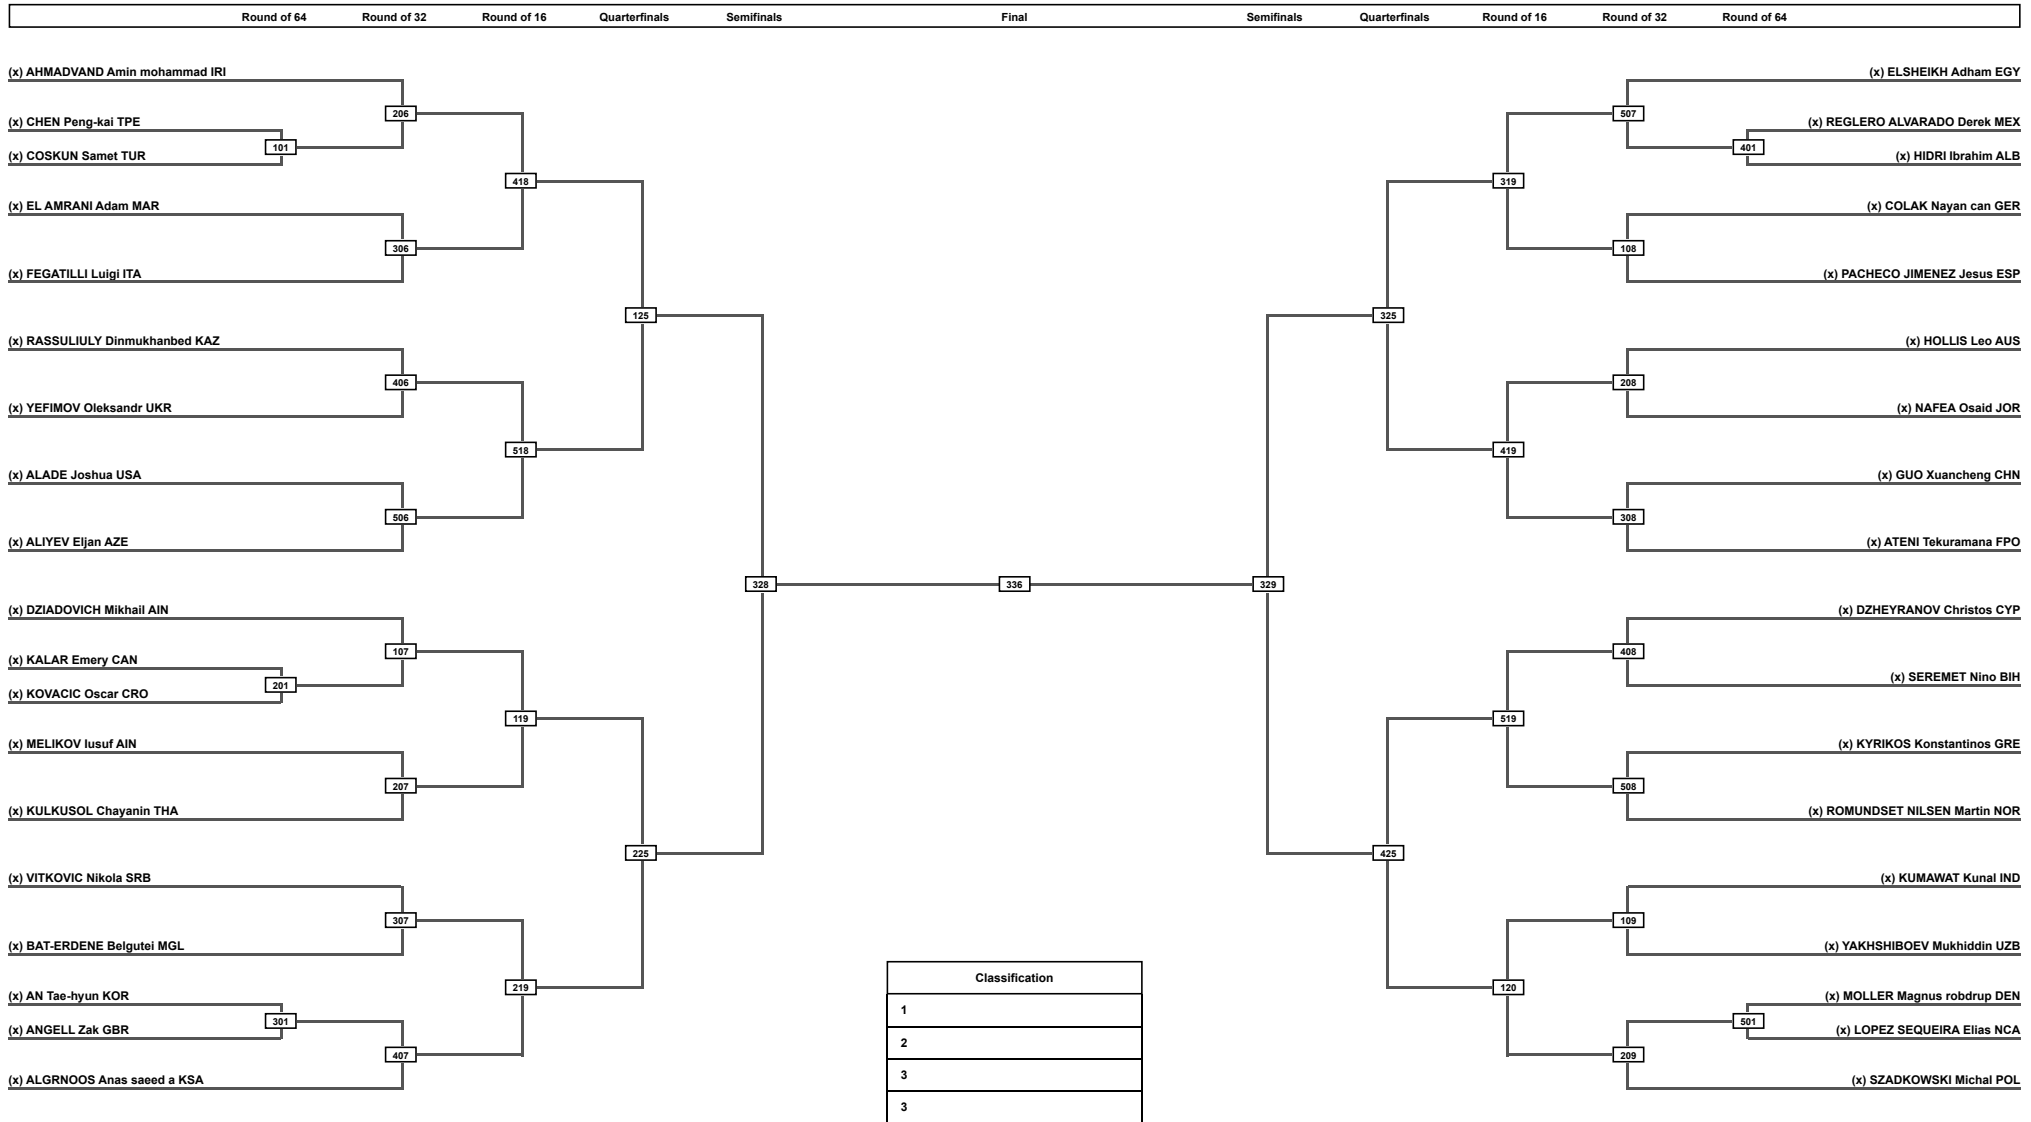 Round of 64 Round of 32 Round of 16 Quarterfinals Semifinals Final Semifinals Quarterfinals Round of 16 Round of 32 Round of 64
(x) AHMADVAND Amin mohammad IRI
206
(x) CHEN Peng-kai TPE
101
(x) COSKUN Samet TUR
418
(x) EL AMRANI Adam MAR
306
(x) FEGATILLI Luigi ITA
125
(x) RASSULIULY Dinmukhanbed KAZ
406
(x) YEFIMOV Oleksandr UKR
518
(x) ALADE Joshua USA
506
(x) ALIYEV Eljan AZE
328
(x) DZIADOVICH Mikhail AIN
107
(x) KALAR Emery CAN
201
(x) KOVACIC Oscar CRO
119
(x) MELIKOV Iusuf AIN
207
(x) KULKUSOL Chayanin THA
225
(x) VITKOVIC Nikola SRB
307
(x) BAT-ERDENE Belgutei MGL
219
(x) AN Tae-hyun KOR
301
(x) ANGELL Zak GBR
407
(x) ALGRNOOS Anas saeed a KSA
336
(x) ELSHEIKH Adham EGY
507
(x) REGLERO ALVARADO Derek MEX
401
(x) HIDRI Ibrahim ALB
319
(x) COLAK Nayan can GER
108
(x) PACHECO JIMENEZ Jesus ESP
325
(x) HOLLIS Leo AUS
208
(x) NAFEA Osaid JOR
419
(x) GUO Xuancheng CHN
308
(x) ATENI Tekuramana FPO
329
(x) DZHEYRANOV Christos CYP
408
(x) SEREMET Nino BIH
519
(x) KYRIKOS Konstantinos GRE
508
(x) ROMUNDSET NILSEN Martin NOR
425
(x) KUMAWAT Kunal IND
109
(x) YAKHSHIBOEV Mukhiddin UZB
120
(x) MOLLER Magnus robdrup DEN
501
(x) LOPEZ SEQUEIRA Elias NCA
209
(x) SZADKOWSKI Michal POL
Classification
1
2
3
3